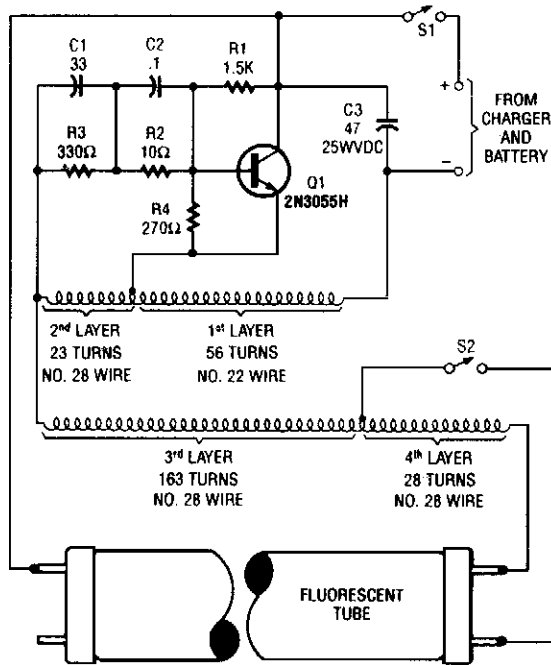 S1
C1
.33
C2
.1
R1
1.5K
+
FROM
CHARGER
AND
BATTERY
–
C3
47
25WVDC
R3
330Ω
R2
10Ω
Q1
2N3055H
R4
270Ω
2nd LAYER
23 TURNS
NO. 28 WIRE
1st LAYER
56 TURNS
NO. 22 WIRE
S2
3rd LAYER
163 TURNS
NO. 28 WIRE
4th LAYER
28 TURNS
NO. 28 WIRE
FLUORESCENT
TUBE